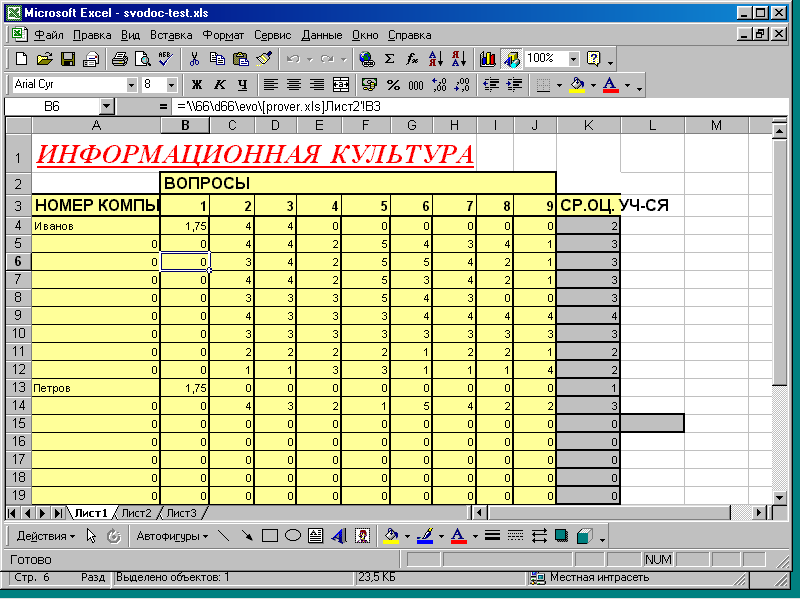 Microsoft Excel - svodoc-test.xls
Файл Правка Вид Вставка Формат Сервис Данные Окно Справка
100%
Arial Cyr 8 Ж К Ч % 000
B6 = ='\\66\d66\evo\[prover.xls]Лист2'!B3
A B C D E F G H I J K L M
1 ИНФОРМАЦИОННАЯ КУЛЬТУРА
2 ВОПРОСЫ
3 НОМЕР КОМПЫ 1 2 3 4 5 6 7 8 9 СР.ОЦ. УЧ-СЯ
4 Иванов 1,75 4 4 0 0 0 0 0 0 2
5 0 0 4 4 2 5 4 3 4 1 3
6 0 0 3 4 2 5 5 4 2 1 3
7 0 0 4 4 2 5 3 4 2 1 3
8 0 0 3 3 3 5 4 3 0 0 3
9 0 0 4 3 3 3 4 4 4 4 4
10 0 0 3 3 3 3 3 3 3 3 3
11 0 0 2 2 2 2 1 2 2 1 2
12 0 0 1 1 3 3 1 1 1 4 2
13 Петров 1,75 0 0 0 0 0 0 0 0 1
14 0 0 4 3 2 1 5 4 2 2 3
15 0 0 0 0 0 0 0 0 0 0 0
16 0 0 0 0 0 0 0 0 0 0 0
17 0 0 0 0 0 0 0 0 0 0 0
18 0 0 0 0 0 0 0 0 0 0 0
19 0 0 0 0 0 0 0 0 0 0 0
Лист1 Лист2 Лист3
Действия Автофигуры
Готово NUM
Стр. 6 Разд Выделено объектов: 1 23,5 КБ Местная интрасеть